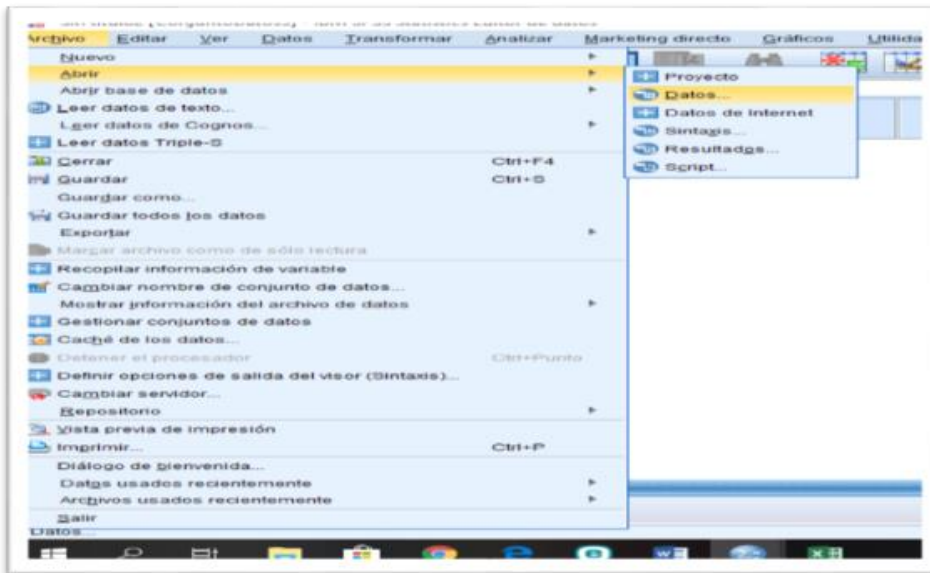 Archivo Editar Ver Datos Transformar Analizar Marketing directo Gráficos Utilida
Nuevo
Abrir
Abrir base de datos
Leer datos de texto...
Leer datos de Cognos...
Leer datos Triple-S
Cerrar Ctrl+F4
Guardar Ctrl+S
Guardar como...
Guardar todos los datos
Exportar
Marcar archivo como de sólo lectura
Recopilar información de variable
Cambiar nombre de conjunto de datos...
Mostrar información del archivo de datos
Gestionar conjuntos de datos
Caché de los datos...
Detener el procesador Ctrl+Punto
Definir opciones de salida del visor (Sintaxis)...
Cambiar servidor...
Repositorio
Vista previa de impresión
Imprimir... Ctrl+P
Diálogo de bienvenida...
Datos usados recientemente
Archivos usados recientemente
Salir
Datos...
Proyecto
Datos...
Datos de Internet
Sintaxis...
Resultados...
Script...